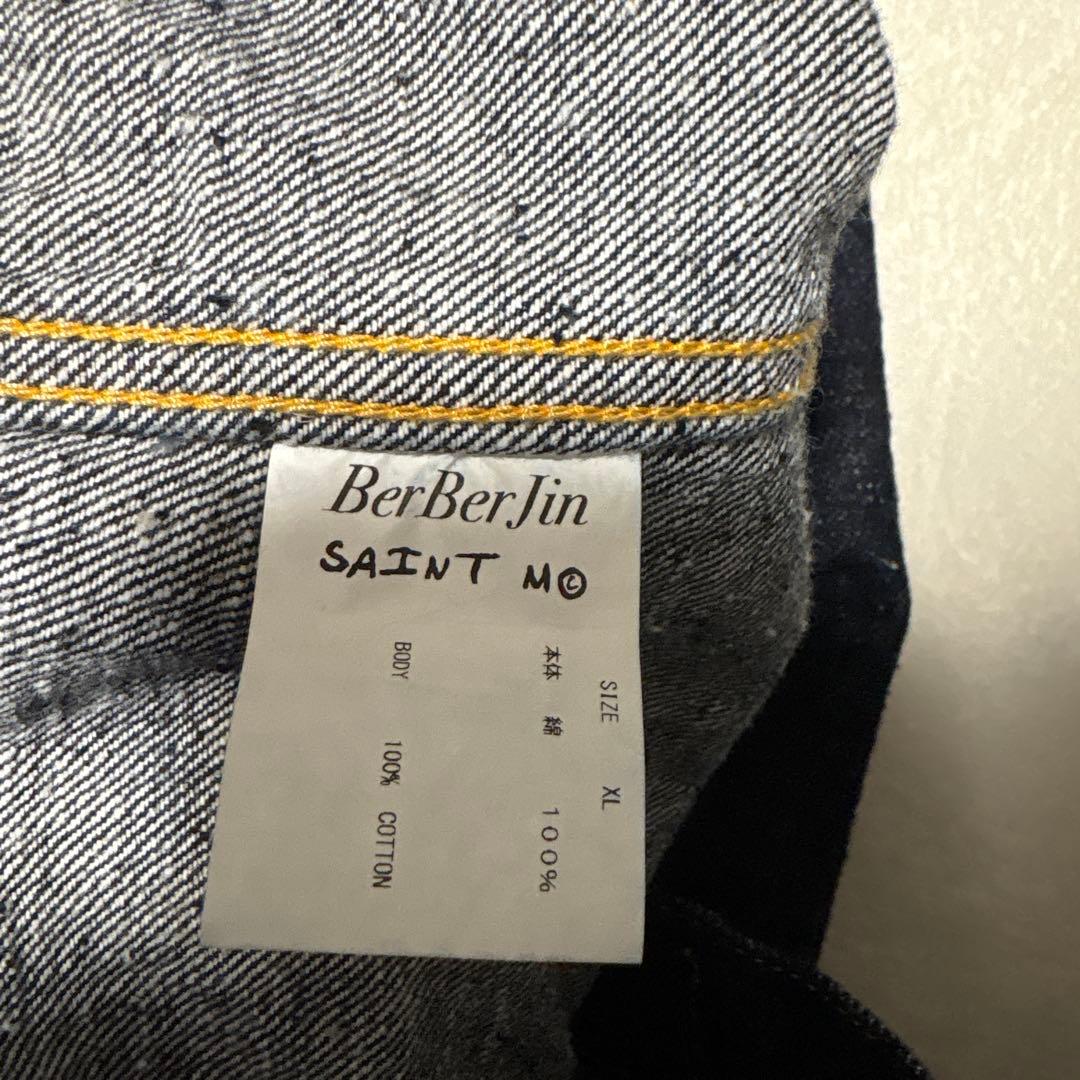 BerBerJin
SAINT M©
SIZE XL
本体 綿 100%
BODY 100% COTTON